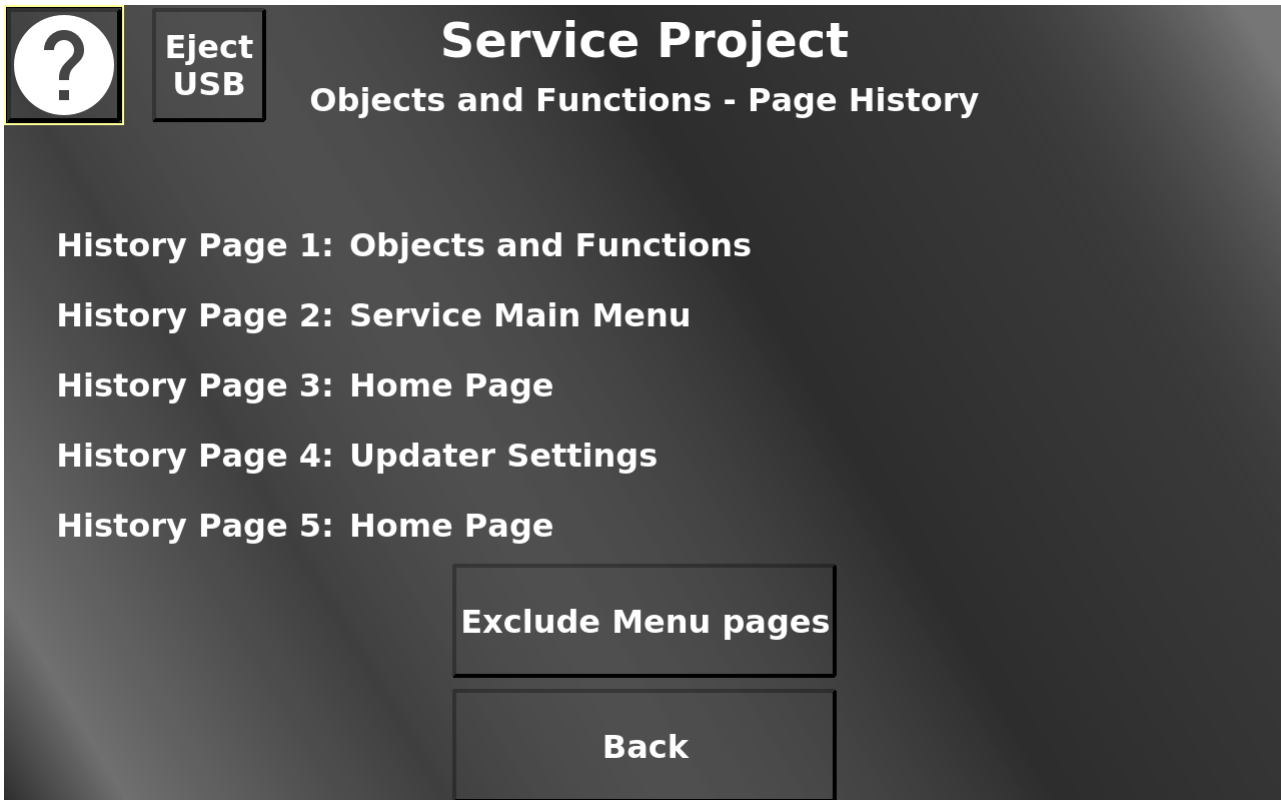 ?
Eject
USB
Service Project
Objects and Functions - Page History
History Page 1: Objects and Functions
History Page 2: Service Main Menu
History Page 3: Home Page
History Page 4: Updater Settings
History Page 5: Home Page
Exclude Menu pages
Back